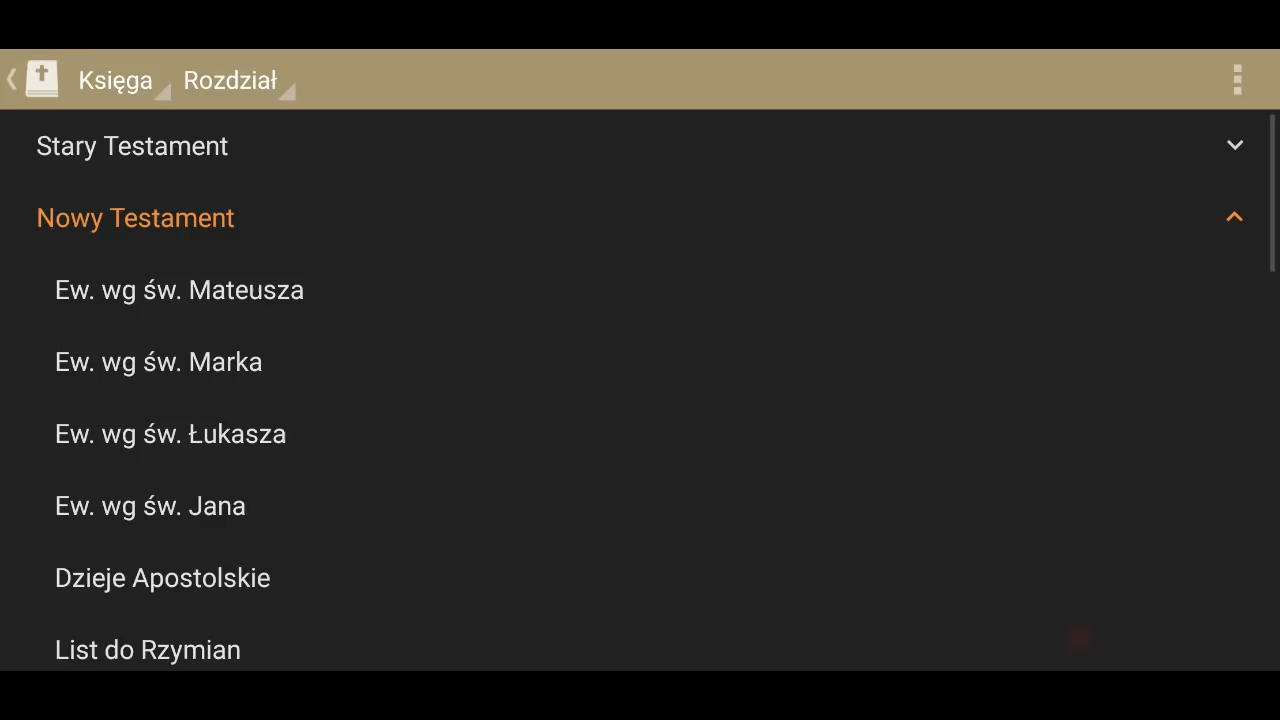 Księga Rozdział
Stary Testament
Nowy Testament
Ew. wg św. Mateusza
Ew. wg św. Marka
Ew. wg św. Łukasza
Ew. wg św. Jana
Dzieje Apostolskie
List do Rzymian